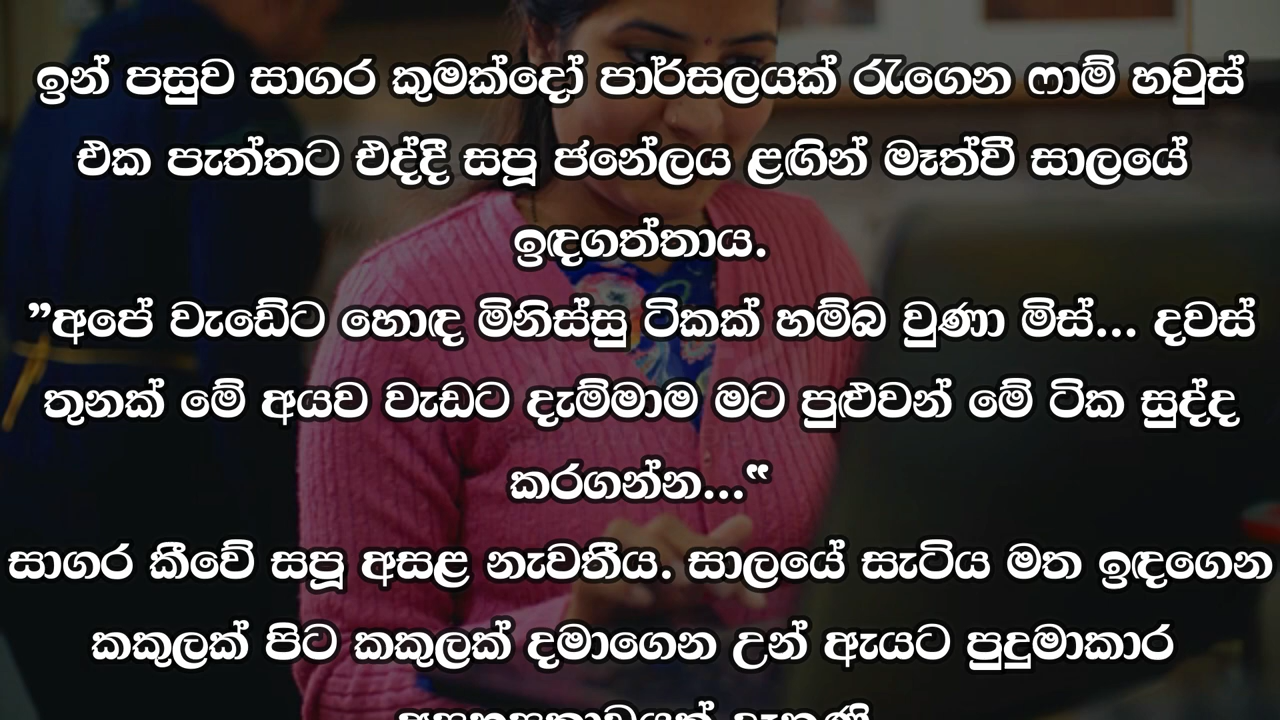 ඉන් පසුව සාගර කුමක්දෝ පාර්සලයක් රැගෙන ෆාම් හවුස්
එක පැත්තට එද්දී සපූ ජනේලය ළඟින් මෑත්වී සාලයේ
ඉඳගත්තාය.
”අපේ වැඩේට හොඳ මිනිස්සු ටිකක් හම්බ වුණා මිස්... දවස්
තුනක් මේ අයව වැඩට දැම්මාම මට පුළුවන් මේ ටික සුද්ද
කරගන්න...“
සාගර කීවේ සපූ අසළ නැවතීය. සාලයේ සැටිය මත ඉඳගෙන
කකුලක් පිට කකුලක් දමාගෙන උන් ඇයට පුදුමාකාර